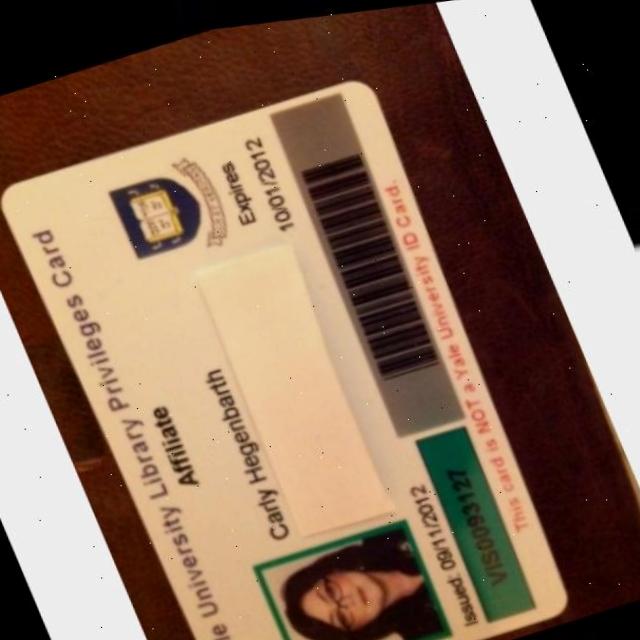 le University Library Privileges Card
Affiliate
Carly Hegenbarth
Expires
10/01/2012
Issued: 09/11/2012
VIS0093127
This card is NOT a Yale University ID Card.